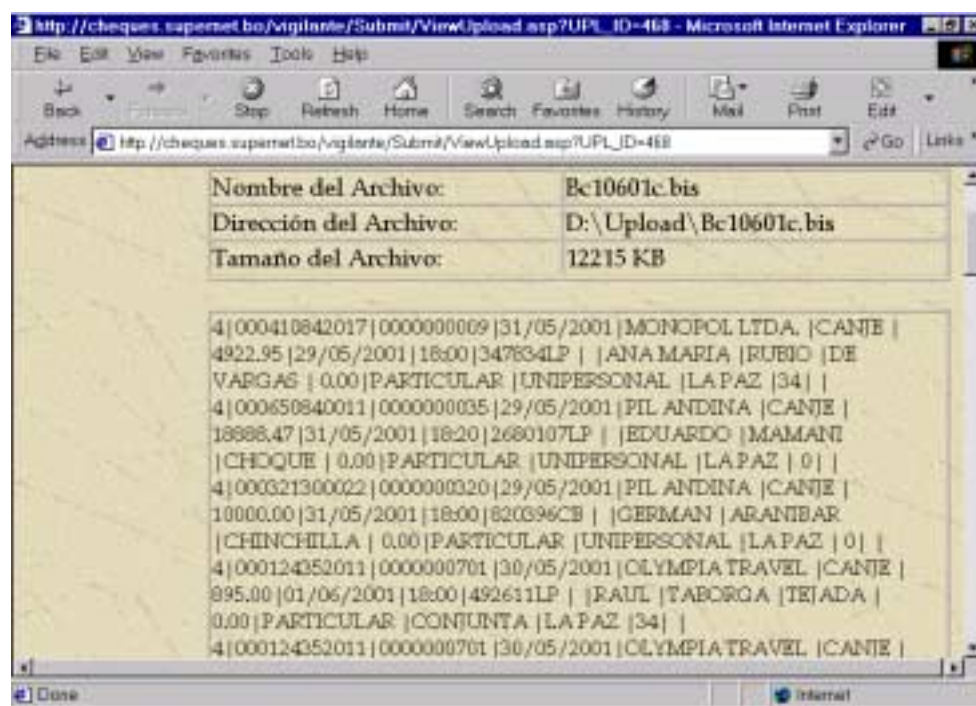 http://cheques.supernet.bo/vigilante/Submit/ViewUpload.asp?UPL_ID=468 - Microsoft Internet Explorer
File Edit View Favorites Tools Help
Back Forward Stop Refresh Home Search Favorites History Mail Print Edit
Address http://cheques.supernet.bo/vigilante/Submit/ViewUpload.asp?UPL_ID=468 Go Links
Nombre del Archivo: Bc10601c.bis
Dirección del Archivo: D:\Upload\Bc10601c.bis
Tamaño del Archivo: 12215 KB
4|000410842017|0000000009|31/05/2001|MONOPOL LTDA. |CANJE |
4922.95|29/05/2001|18:00|347834LP | |ANA MARIA |RUBIO |DE
VARGAS | 0.00|PARTICULAR |UNIPERSONAL |LA PAZ |34| |
4|000650840011|0000000035|29/05/2001|PIL ANDINA |CANJE |
18888.47|31/05/2001|18:20|2680107LP | |EDUARDO |MAMANI
|CHOQUE | 0.00|PARTICULAR |UNIPERSONAL |LA PAZ | 0| |
4|000321300022|0000000320|29/05/2001|PIL ANDINA |CANJE |
10000.00|31/05/2001|18:00|820396CB | |GERMAN |ARANIBAR
|CHINCHILLA | 0.00|PARTICULAR |UNIPERSONAL |LA PAZ | 0| |
4|000124352011|0000000701|30/05/2001|OLYMPIA TRAVEL |CANJE |
895.00|01/06/2001|18:00|492611LP | |RAUL |TABORGA |TEJADA |
0.00|PARTICULAR |CONJUNTA |LA PAZ |34| |
4|000124352011|0000000701|30/05/2001|OLYMPIA TRAVEL |CANJE |
Done Internet